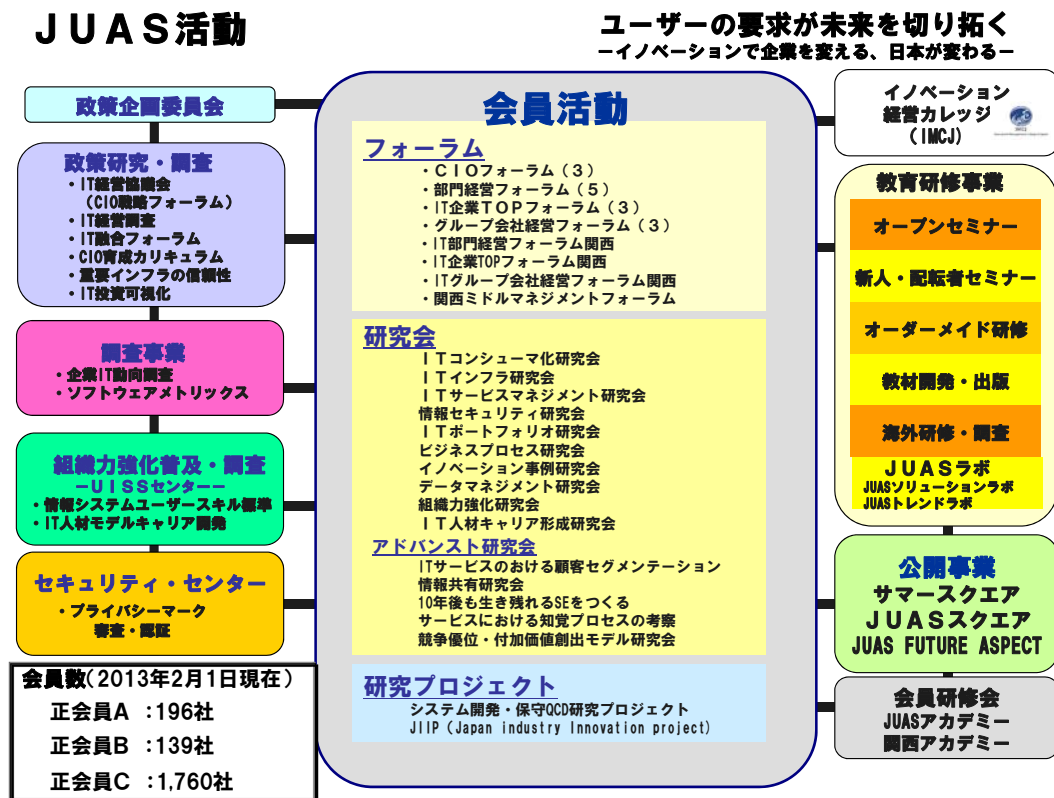 JUAS活動
ユーザーの要求が未来を切り拓く
−イノベーションで企業を変える、日本が変わる−
政策企画委員会
政策研究・調査
・IT経営協議会
（CIO戦略フォーラム）
・IT経営調査
・IT融合フォーラム
・CIO育成カリキュラム
・重要インフラの信頼性
・IT投資可視化
調査事業
・企業IT動向調査
・ソフトウェアメトリックス
組織力強化普及・調査
−UISSセンター−
・情報システムユーザースキル標準
・IT人材モデルキャリア開発
セキュリティ・センター
・プライバシーマーク
審査・認証
会員数(2013年2月1日現在)
正会員A ：196社
正会員B ：139社
正会員C ：1,760社
会員活動
フォーラム
・CIOフォーラム（3）
・部門経営フォーラム（5）
・IT企業TOPフォーラム（3）
・グループ会社経営フォーラム（3）
・IT部門経営フォーラム関西
・IT企業TOPフォーラム関西
・ITグループ会社経営フォーラム関西
・関西ミドルマネジメントフォーラム
研究会
ITコンシューマ化研究会
ITインフラ研究会
ITサービスマネジメント研究会
情報セキュリティ研究会
ITポートフォリオ研究会
ビジネスプロセス研究会
イノベーション事例研究会
データマネジメント研究会
組織力強化研究会
IT人材キャリア形成研究会
アドバンスト研究会
ITサービスのおける顧客セグメンテーション
情報共有研究会
10年後も生き残れるSEをつくる
サービスにおける知覚プロセスの考察
競争優位・付加価値創出モデル研究会
研究プロジェクト
システム開発・保守QCD研究プロジェクト
JIIP（Japan industry Innovation project)
イノベーション
経営カレッジ
（IMCJ）
教育研修事業
オープンセミナー
新人・配転者セミナー
オーダーメイド研修
教材開発・出版
海外研修・調査
JUASラボ
JUASソリューションラボ
JUASトレンドラボ
公開事業
サマースクエア
JUASスクエア
JUAS FUTURE ASPECT
会員研修会
JUASアカデミー
関西アカデミー